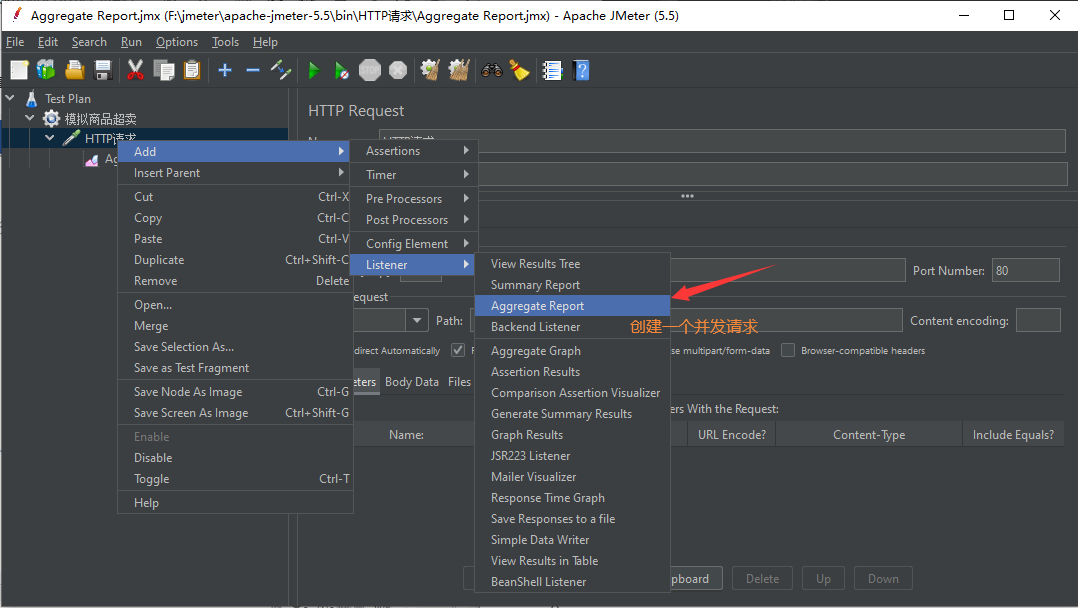 Aggregate Report.jmx (F:\jmeter\apache-jmeter-5.5\bin\HTTP请求\Aggregate Report.jmx) - Apache JMeter (5.5)
File Edit Search Run Options Tools Help
Test Plan
模拟商品超卖
HTTP请求
Ag
HTTP Request
HTTP请求
Add
Insert Parent
Cut Ctrl-X
Copy Ctrl-C
Paste Ctrl-V
Duplicate Ctrl+Shift-C
Remove Delete
Open...
Merge
Save Selection As...
Save as Test Fragment
Save Node As Image Ctrl-G
Save Screen As Image Ctrl+Shift-G
Enable
Disable
Toggle Ctrl-T
Help
Assertions
Timer
Pre Processors
Post Processors
Config Element
Listener
View Results Tree
Summary Report
Aggregate Report
Backend Listener
Aggregate Graph
Assertion Results
Comparison Assertion Visualizer
Generate Summary Results
Graph Results
JSR223 Listener
Mailer Visualizer
Response Time Graph
Save Responses to a file
Simple Data Writer
View Results in Table
BeanShell Listener
创建一个并发请求
Port Number: 80
equest
Path: Content encoding:
direct Automatically
se multipart/form-data Browser-compatible headers
eters Body Data Files
ers With the Request:
Name: URL Encode? Content-Type Include Equals?
pboard Delete Up Down